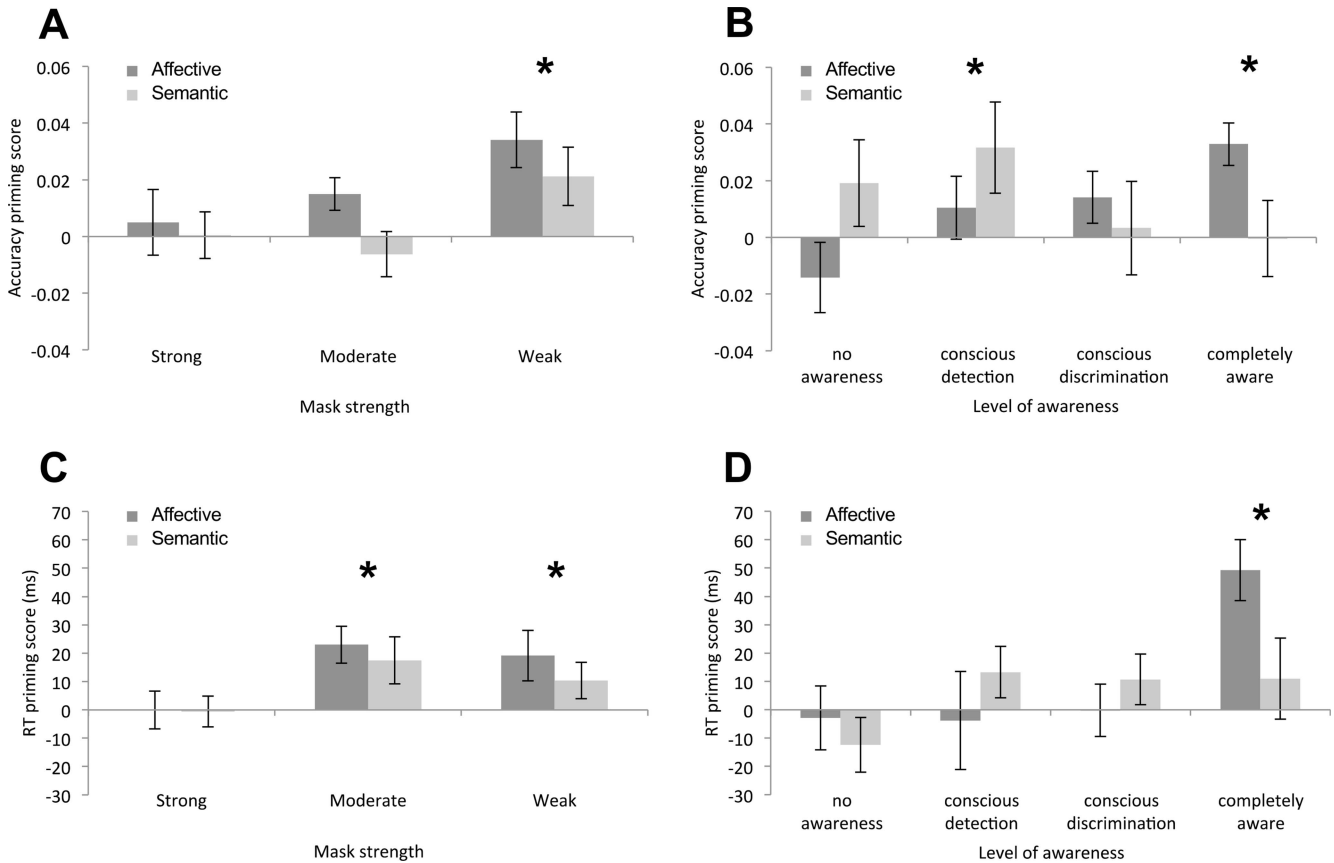 A
Affective
Semantic
*
0.06
0.04
0.02
0
-0.02
-0.04
Accuracy priming score
Strong Moderate Weak
Mask strength
B
Affective
Semantic
* *
0.06
0.04
0.02
0
-0.02
-0.04
Accuracy priming score
no conscious conscious completely
awareness detection discrimination aware
Level of awareness
C
Affective
Semantic
* *
70
60
50
40
30
20
10
0
-10
-20
-30
RT priming score (ms)
Strong Moderate Weak
Mask strength
D
Affective
Semantic
*
70
60
50
40
30
20
10
0
-10
-20
-30
RT priming score (ms)
no conscious conscious completely
awareness detection discrimination aware
Level of awareness